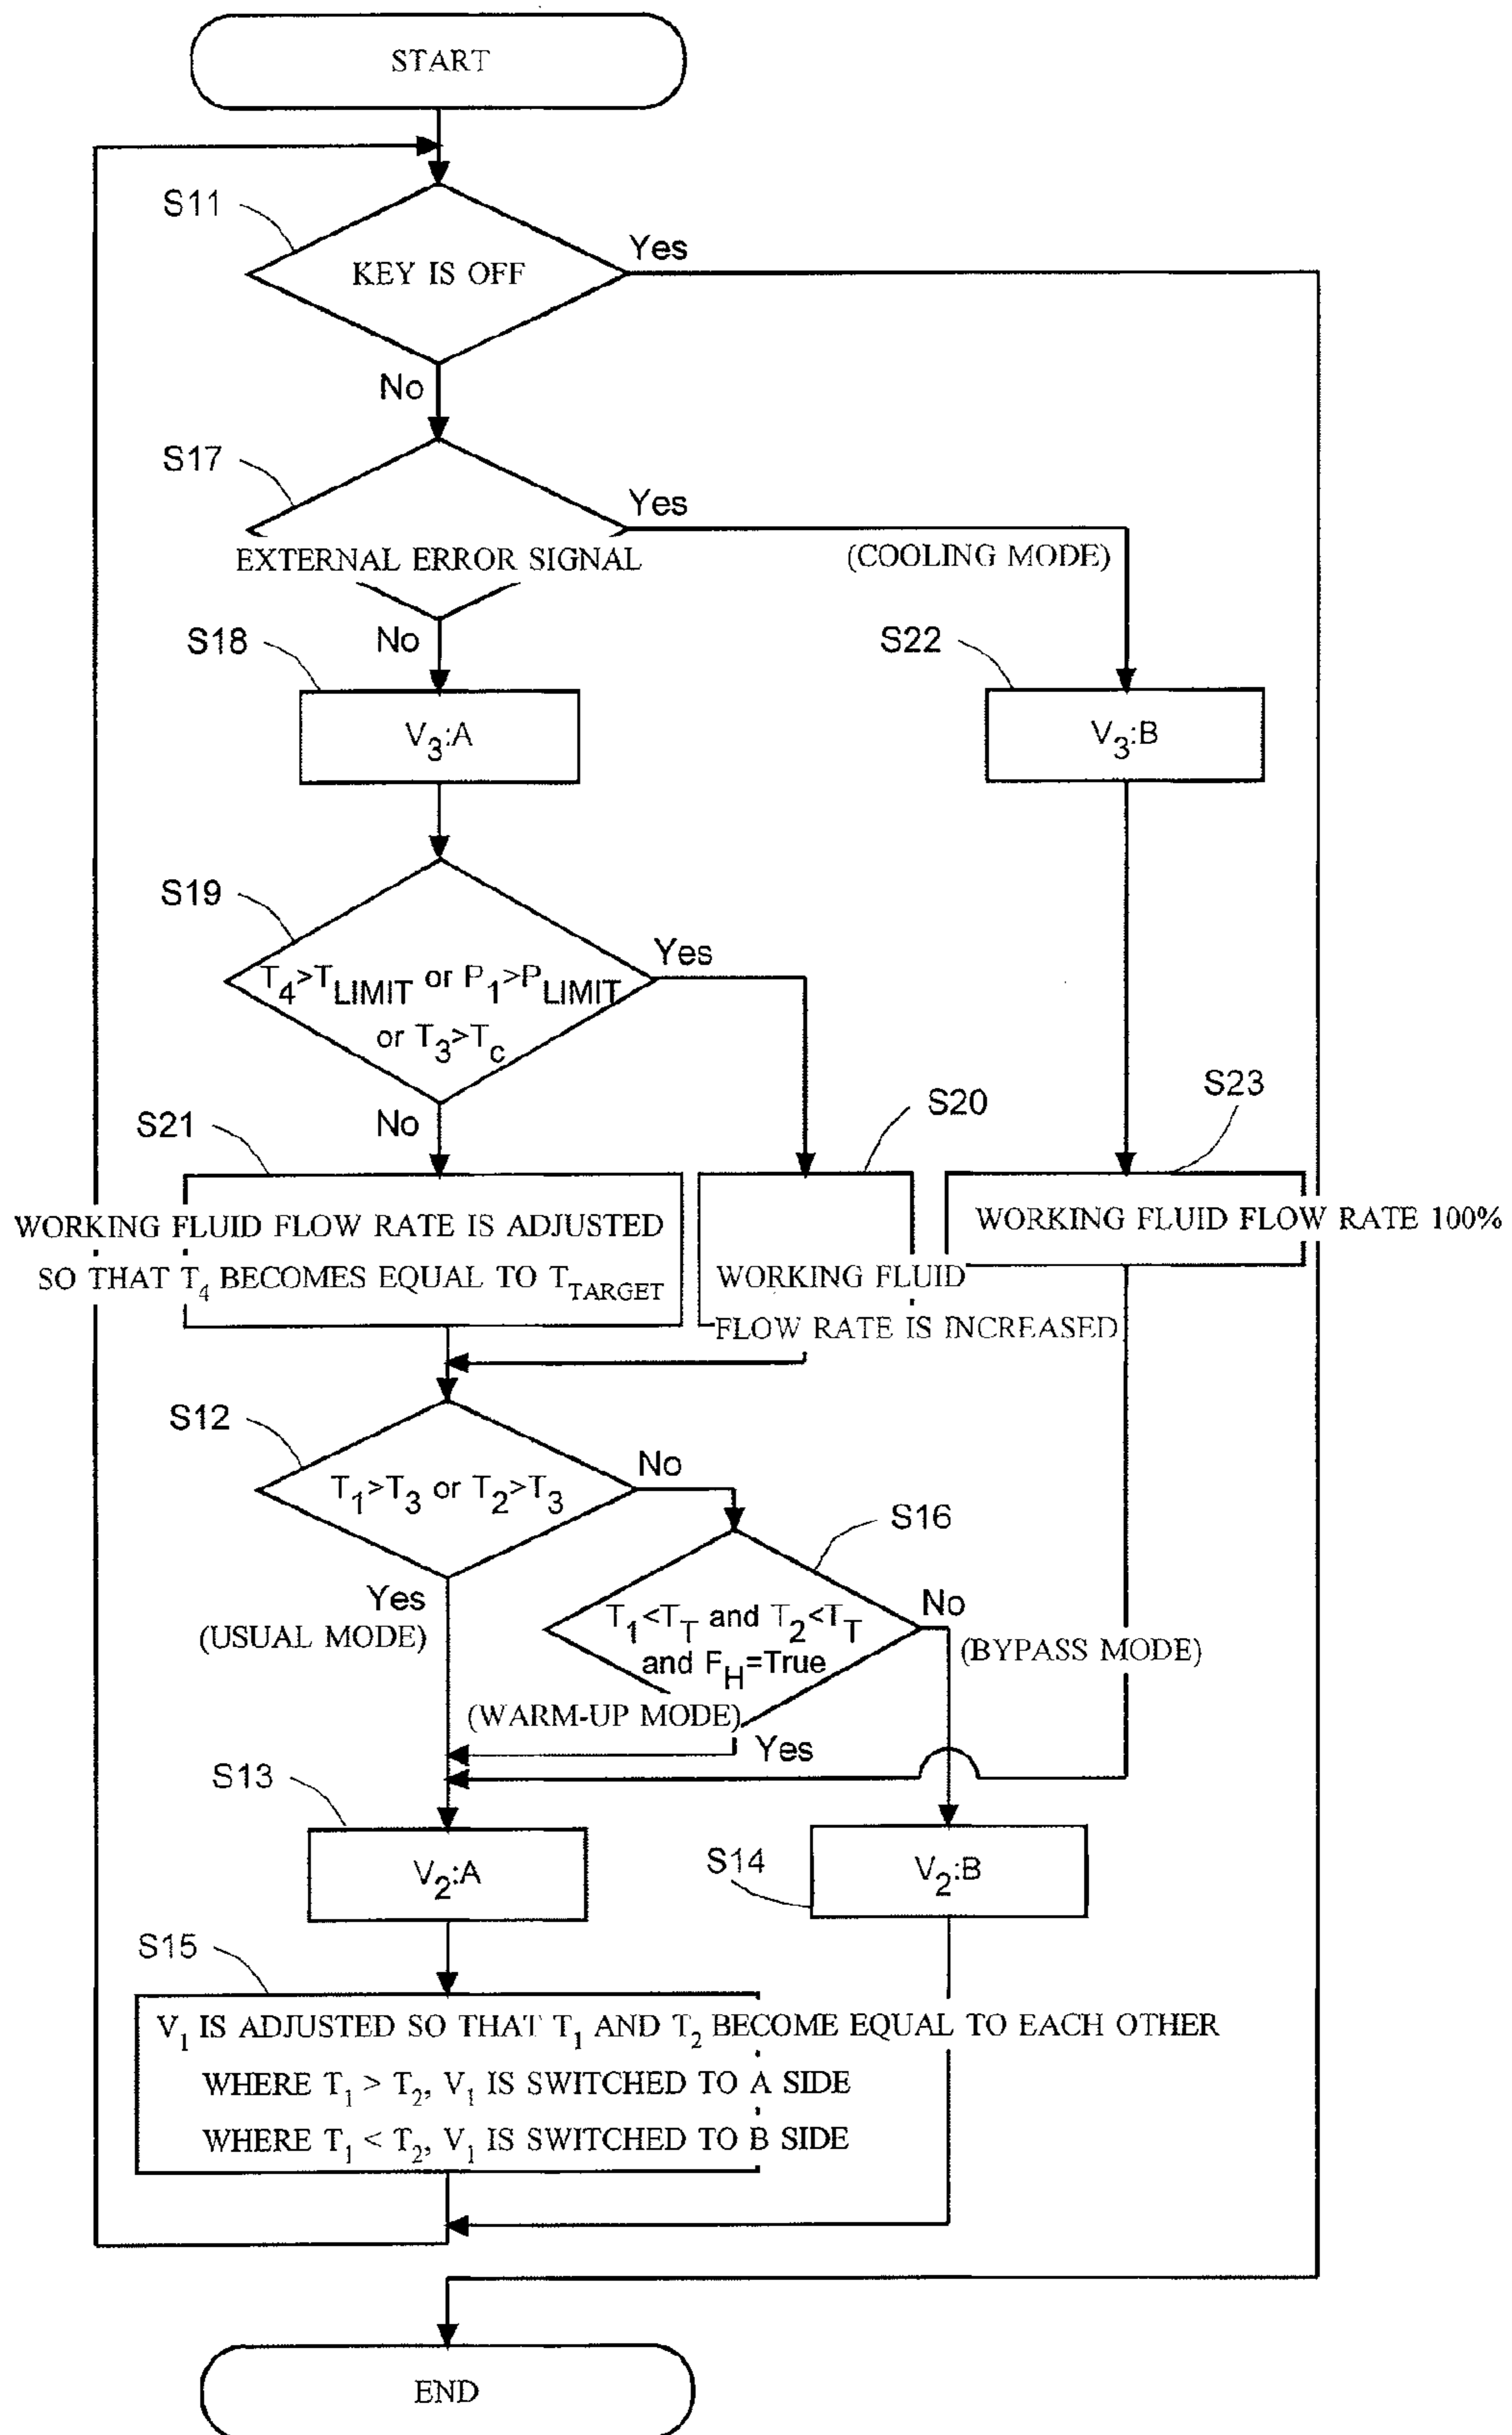 START
S11
KEY IS OFF
Yes
No
S17
EXTERNAL ERROR SIGNAL
Yes
(COOLING MODE)
No
S18
V3:A
S22
V3:B
S19
T4>TLIMIT or P1>PLIMIT
or T3>Tc
Yes
No
S21
WORKING FLUID FLOW RATE IS ADJUSTED
SO THAT T4 BECOMES EQUAL TO TTARGET
S20
WORKING FLUID
FLOW RATE IS INCREASED
S23
WORKING FLUID FLOW RATE 100%
S12
T1>T3 or T2>T3
No
Yes
(USUAL MODE)
S16
T1<TT and T2<TT
and FH=True
No
(BYPASS MODE)
(WARM-UP MODE)
Yes
S13
V2:A
S14
V2:B
S15
V1 IS ADJUSTED SO THAT T1 AND T2 BECOME EQUAL TO EACH OTHER
WHERE T1 > T2, V1 IS SWITCHED TO A SIDE
WHERE T1 < T2, V1 IS SWITCHED TO B SIDE
END